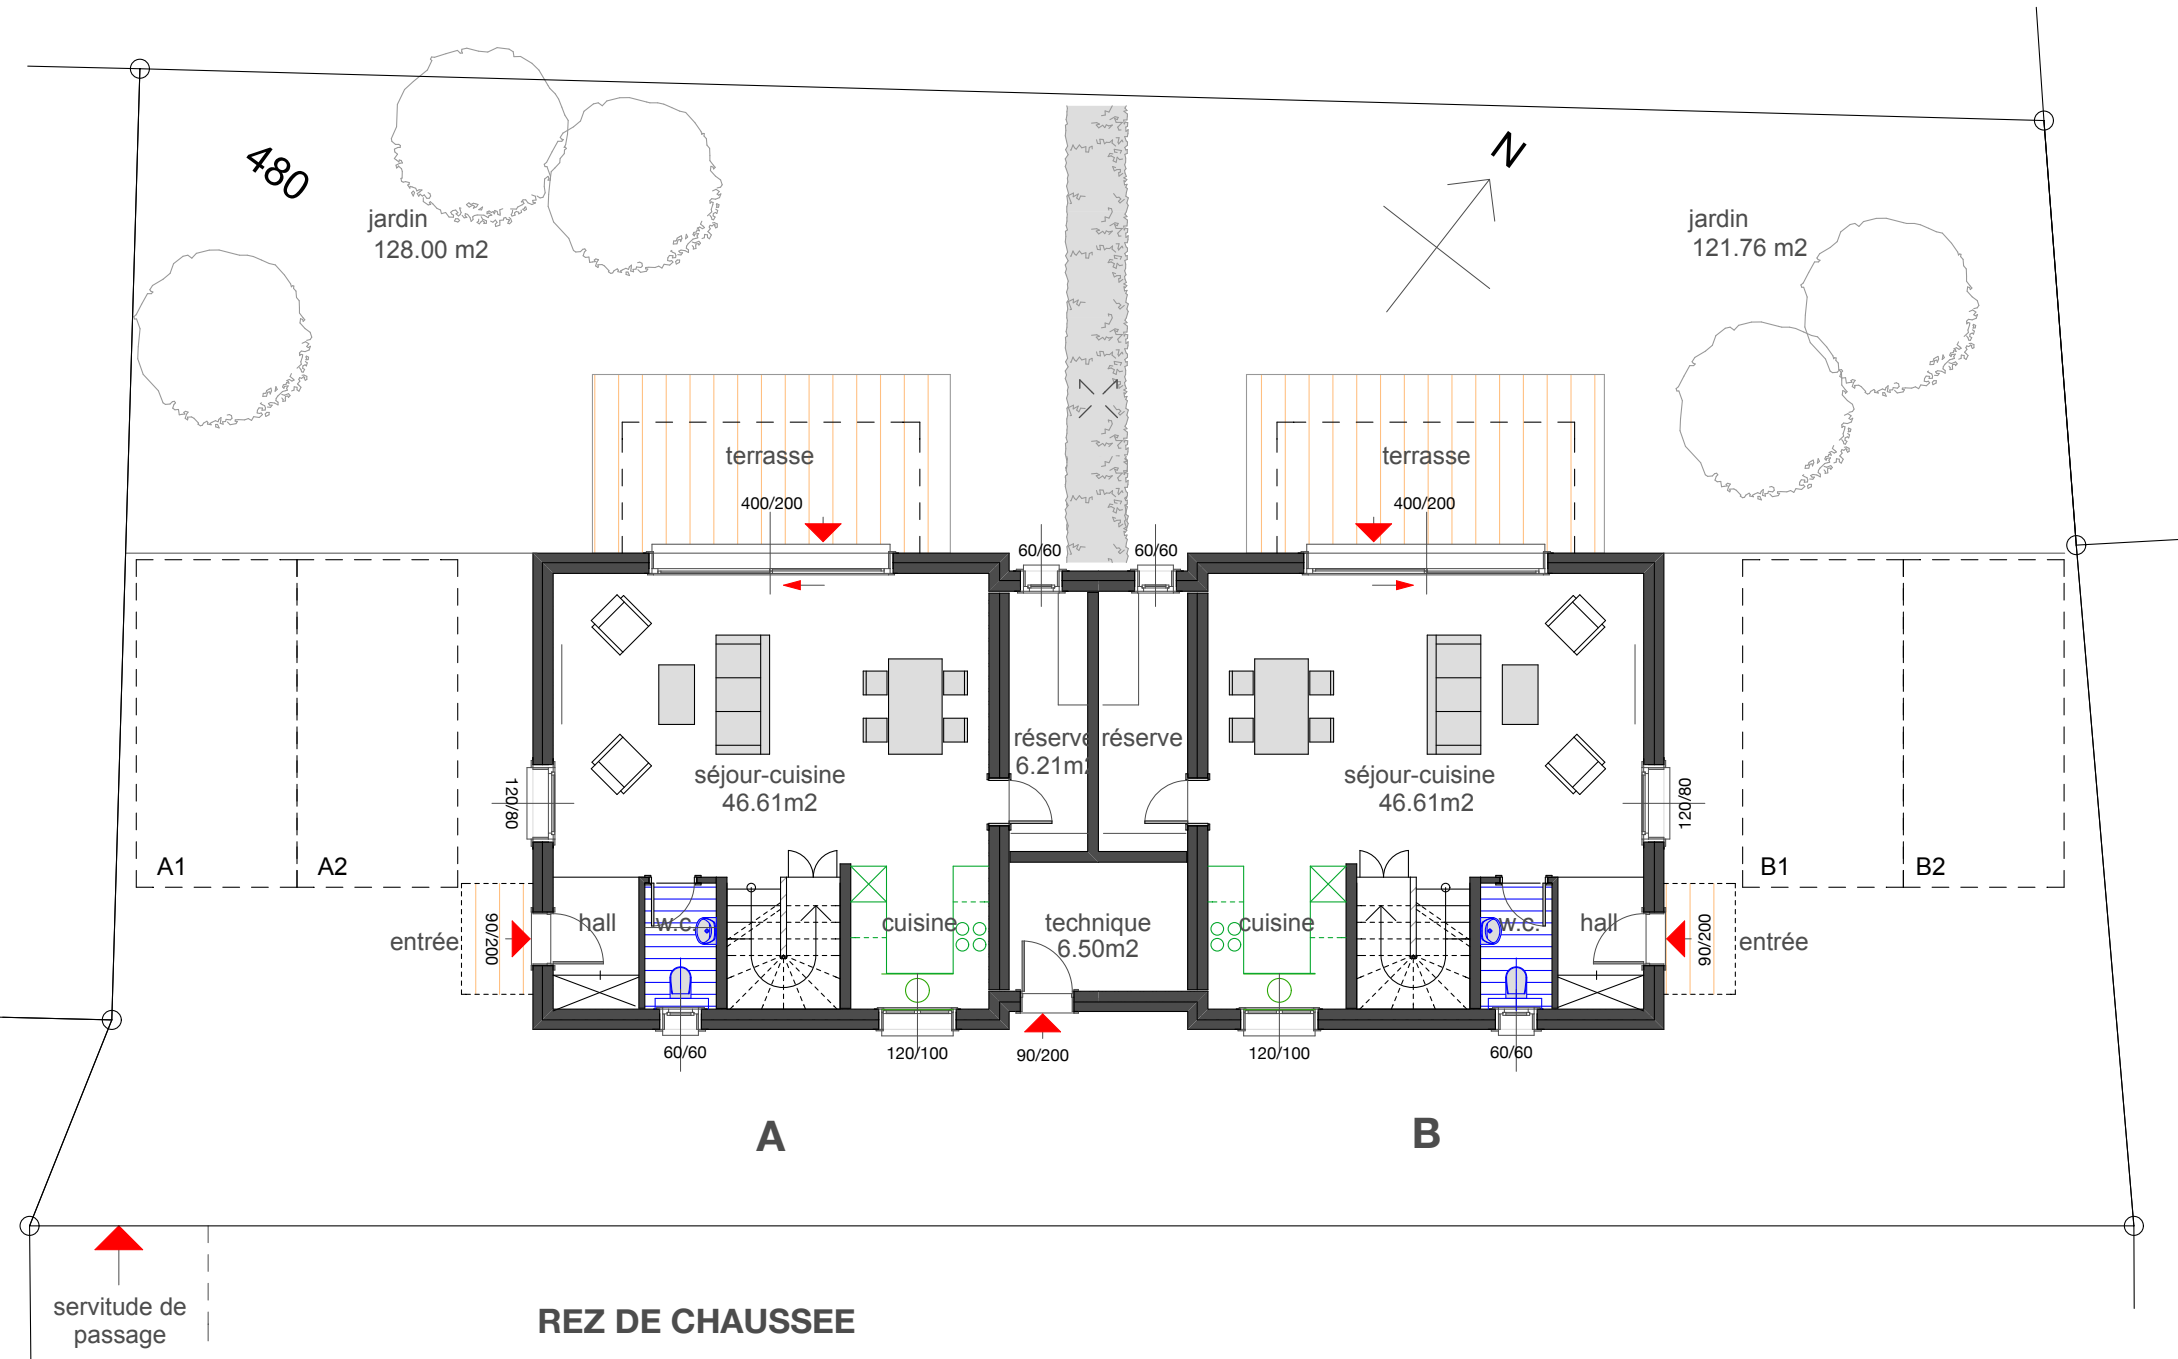 480
N
jardin
128.00 m2
jardin
121.76 m2
terrasse
400/200
terrasse
400/200
60/60
60/60
réserve
6.21m2
réserve
séjour-cuisine
46.61m2
séjour-cuisine
46.61m2
120/80
120/80
A1
A2
B1
B2
entrée
90/200
hall
w.c.
cuisine
technique
6.50m2
cuisine
w.c.
hall
90/200
entrée
60/60
120/100
90/200
120/100
60/60
A
B
servitude de
passage
REZ DE CHAUSSEE